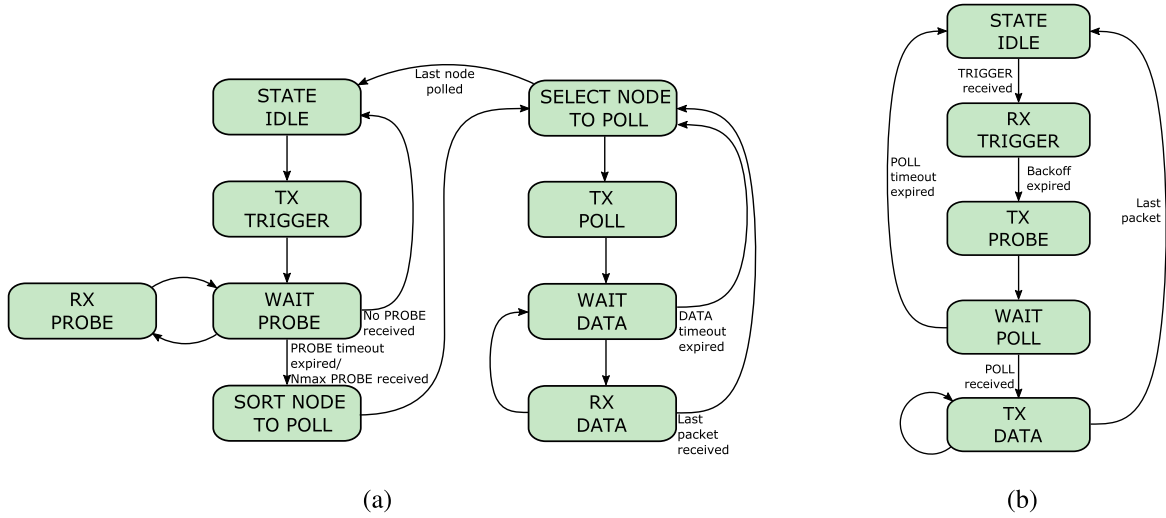 Last node
polled
STATE
IDLE
SELECT NODE
TO POLL
TX
TRIGGER
TX
POLL
RX
PROBE
WAIT
PROBE
No PROBE
received
WAIT
DATA
DATA
timeout
expired
PROBE timeout
expired/
Nmax PROBE received
SORT NODE
TO POLL
RX
DATA
Last
packet
received
(a)
STATE
IDLE
TRIGGER
received
RX
TRIGGER
POLL
timeout
expired
Backoff
expired
TX
PROBE
Last
packet
WAIT
POLL
POLL
received
TX
DATA
(b)